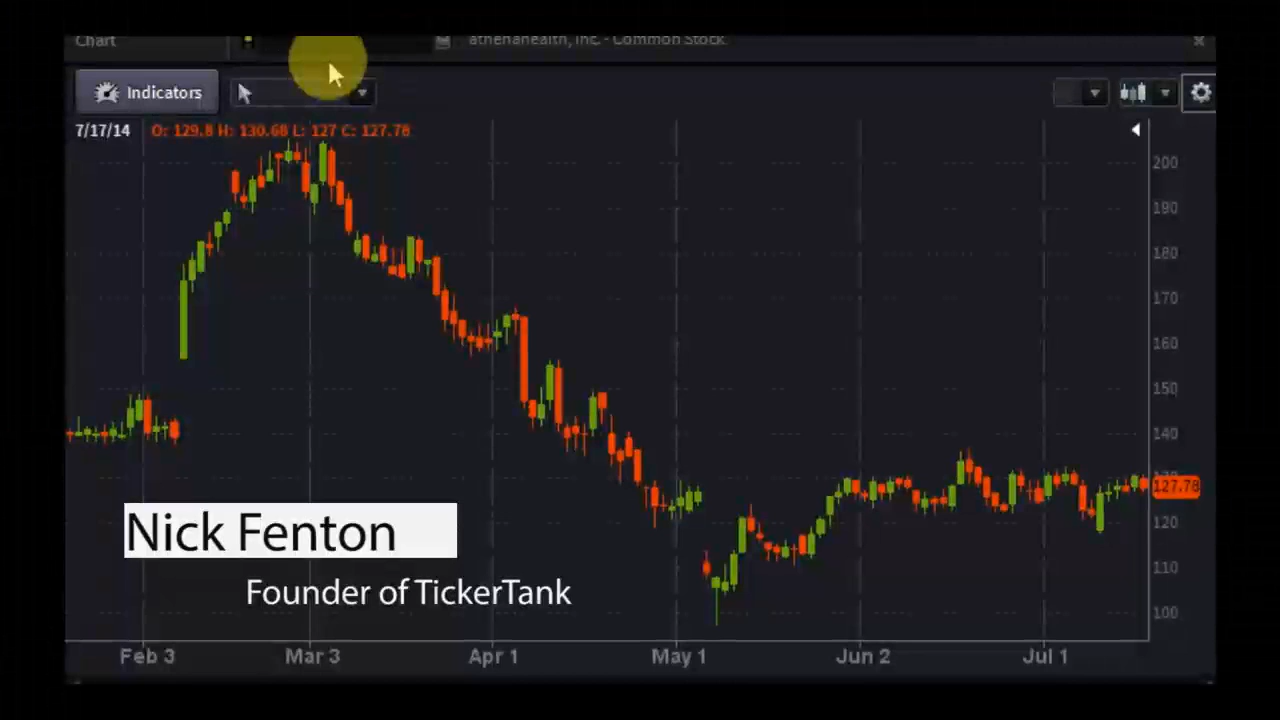 Chart
athenahealth, Inc. - Common Stock
Indicators
7/17/14 O: 129.8 H: 130.68 L: 127 C: 127.78
200
190
180
170
160
150
140
127.78
120
110
100
Nick Fenton
Founder of TickerTank
Feb 3 Mar 3 Apr 1 May 1 Jun 2 Jul 1